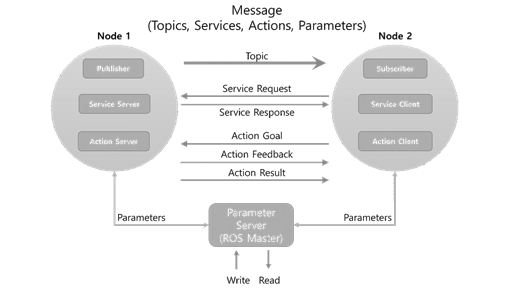 Message
(Topics, Services, Actions, Parameters)
Node 1
Node 2
Publisher
Topic
Subscriber
Service Request
Service Server
Service Client
Service Response
Action Goal
Action Server
Action Client
Action Feedback
Action Result
Parameters
Parameter
Server
(ROS Master)
Parameters
Write
Read